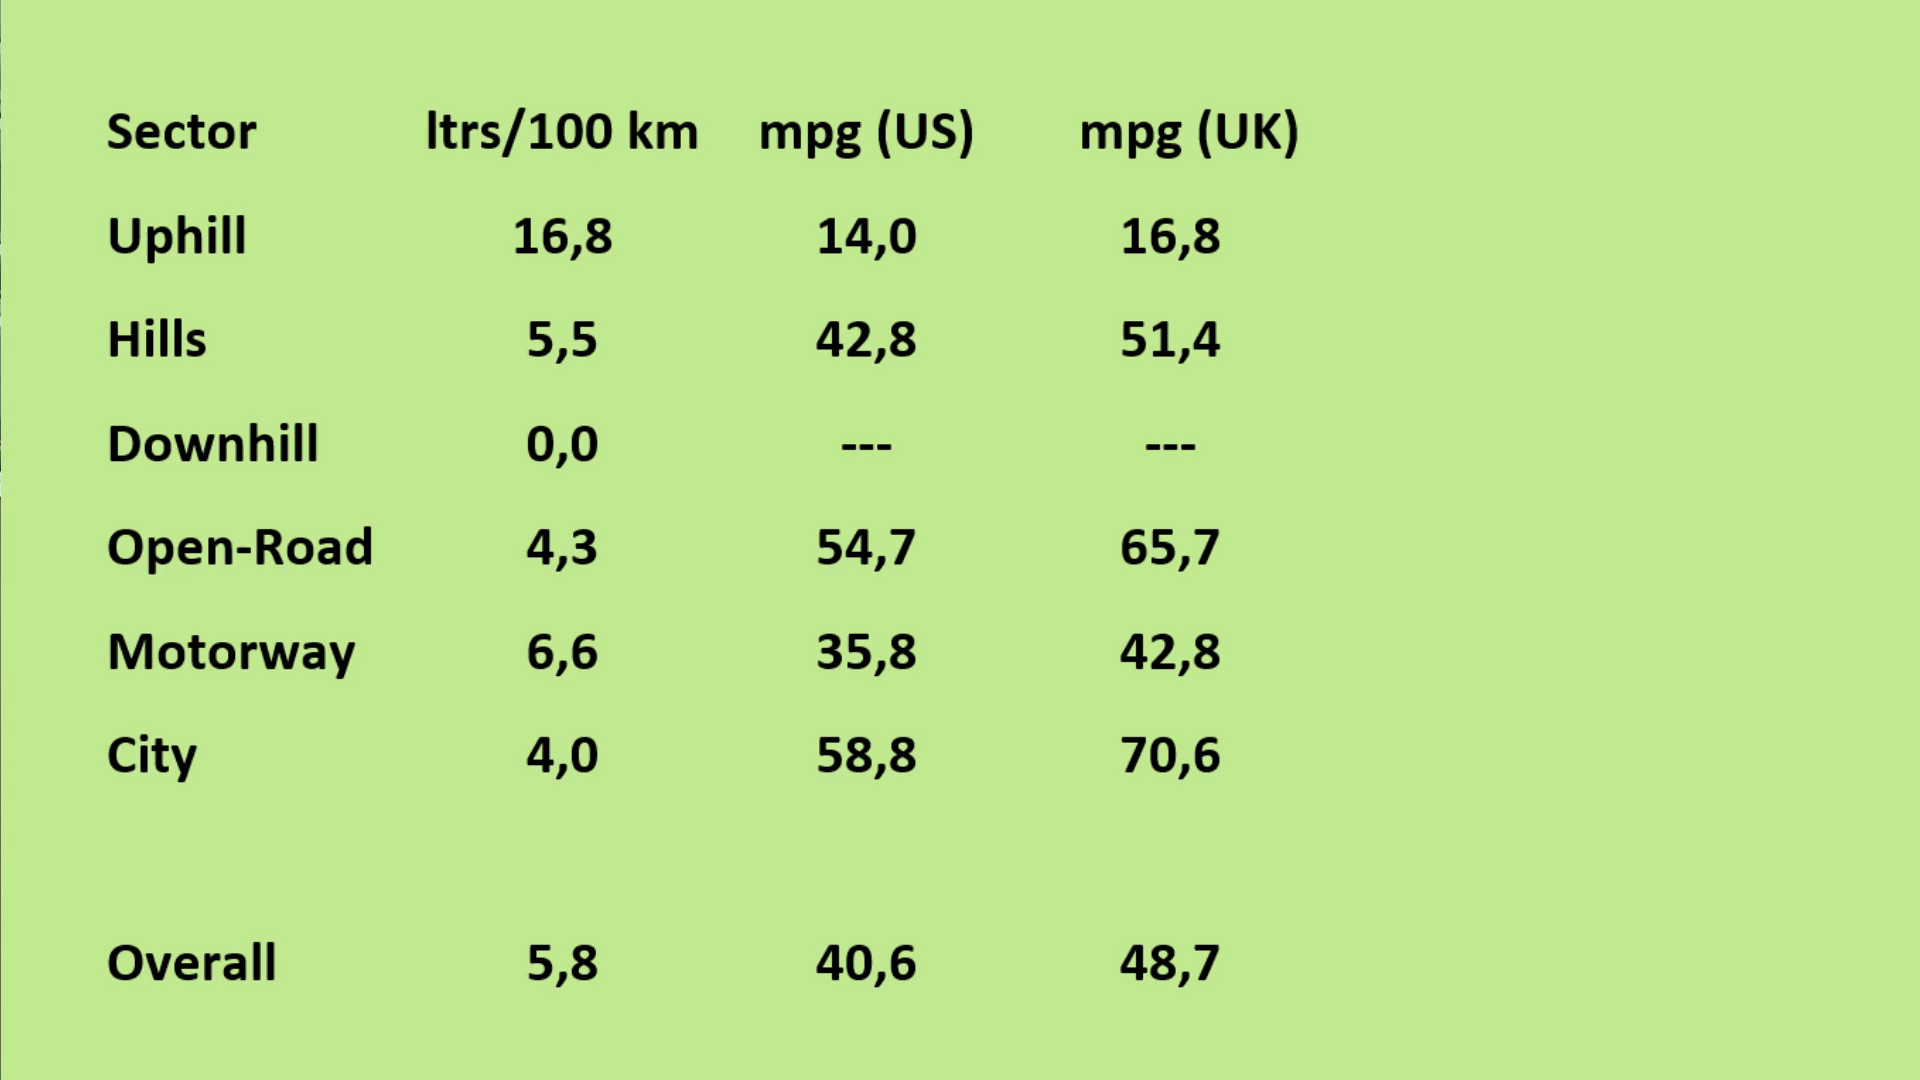 Sector ltrs/100 km mpg (US) mpg (UK)
Uphill 16,8 14,0 16,8
Hills 5,5 42,8 51,4
Downhill 0,0 --- ---
Open-Road 4,3 54,7 65,7
Motorway 6,6 35,8 42,8
City 4,0 58,8 70,6
Overall 5,8 40,6 48,7